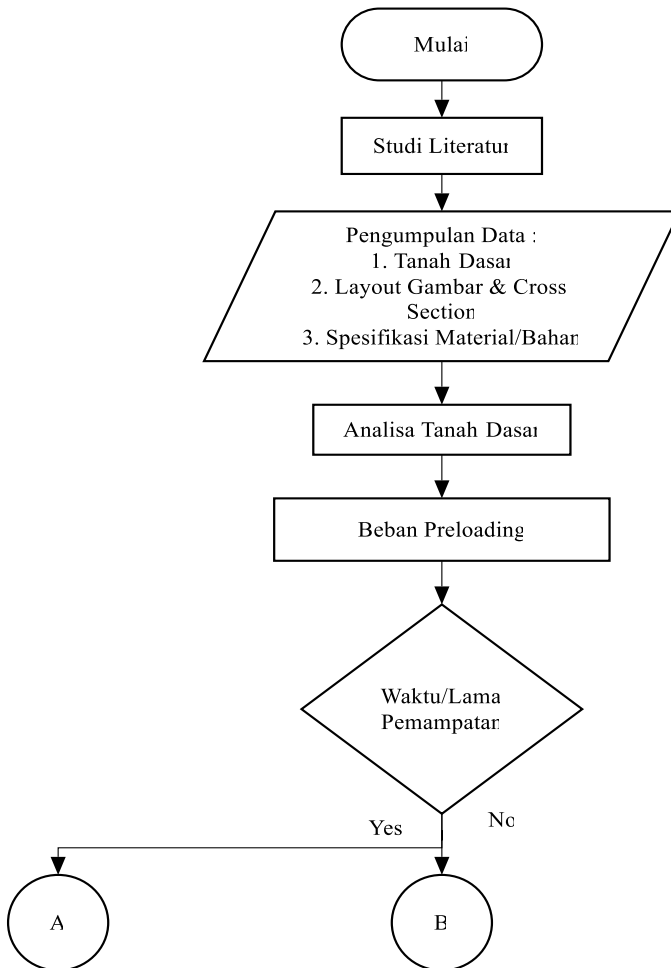 Mulai
Studi Literatur
Pengumpulan Data :
1. Tanah Dasar
2. Layout Gambar & Cross
Section
3. Spesifikasi Material/Bahan
Analisa Tanah Dasar
Beban Preloading
Waktu/Lama
Pemampatan
Yes
No
A
B